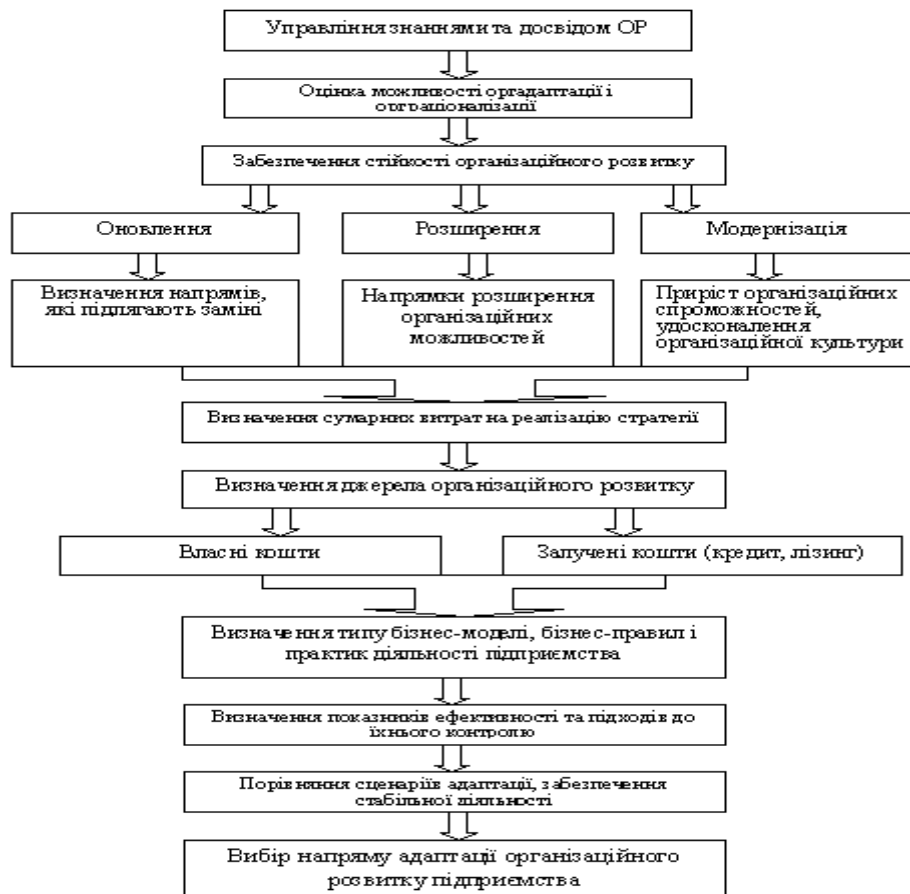 Управління знаннями та досвідом ОР
Оцінка можливості оргадаптації і
орграціоналізації
Забезпечення стійкості організаційного розвитку
Оновлення
Розширення
Модернізація
Визначення напрямів,
які підлягають заміні
Напрямки розширення
організаційних
можливостей
Приріст організаційних
спроможностей,
удосконалення
організаційної культури
Визначення сумарних витрат на реалізацію стратегії
Визначення джерела організаційного розвитку
Власні кошти
Залучені кошти (кредит, лізинг)
Визначення типу бізнес-моделі, бізнес-правил і
практик діяльності підприємства
Визначення показників ефективності та підходів до
їхнього контролю
Порівняння сценаріїв адаптації, забезпечення
стабільної діяльності
Вибір напряму адаптації організаційного
розвитку підприємства